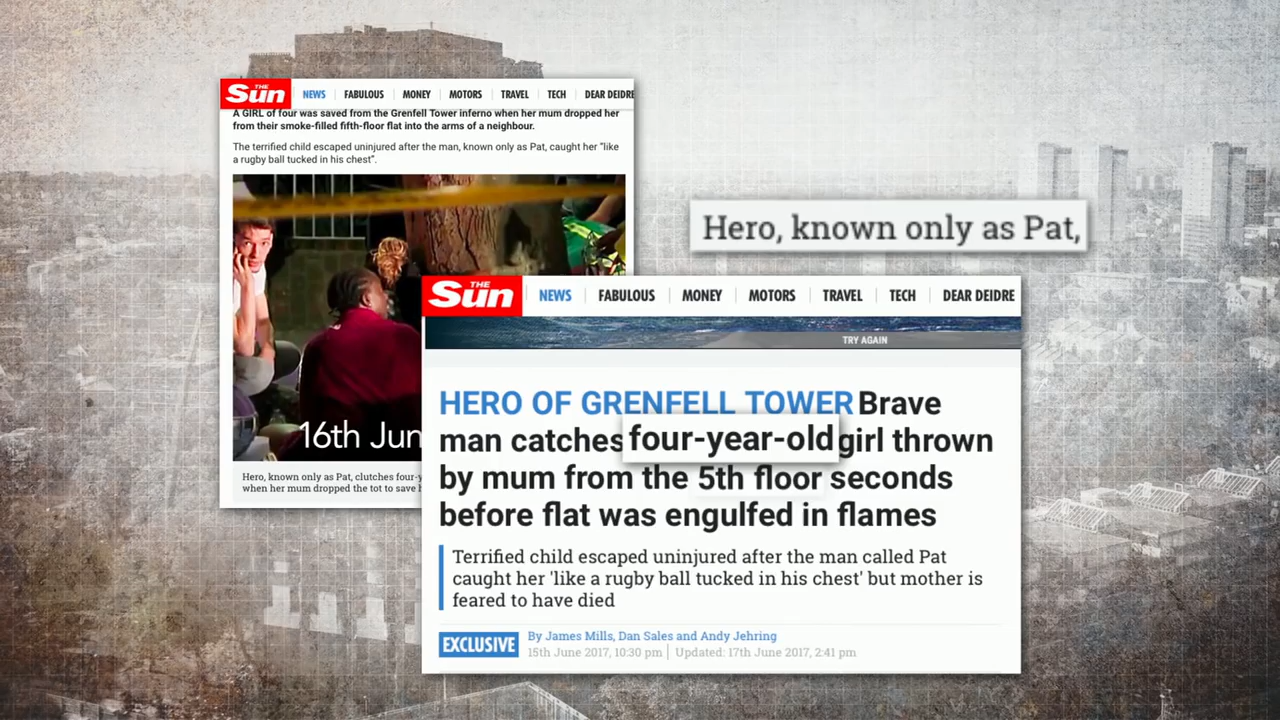 THE Sun NEWS FABULOUS MONEY MOTORS TRAVEL TECH DEAR DEIDRE
A GIRL of four was saved from the Grenfell Tower inferno when her mum dropped her
from their smoke-filled fifth-floor flat into the arms of a neighbour.
The terrified child escaped uninjured after the man, known only as Pat, caught her “like
a rugby ball tucked in his chest”.
16th Jun
Hero, known only as Pat, clutches four-y
when her mum dropped the tot to save
Hero, known only as Pat,
THE Sun NEWS FABULOUS MONEY MOTORS TRAVEL TECH DEAR DEIDRE
TRY AGAIN
HERO OF GRENFELL TOWER Brave
man catches four-year-old girl thrown
by mum from the 5th floor seconds
before flat was engulfed in flames
Terrified child escaped uninjured after the man called Pat
caught her 'like a rugby ball tucked in his chest' but mother is
feared to have died
EXCLUSIVE By James Mills, Dan Sales and Andy Jehring
15th June 2017, 10:30 pm | Updated: 17th June 2017, 2:41 pm